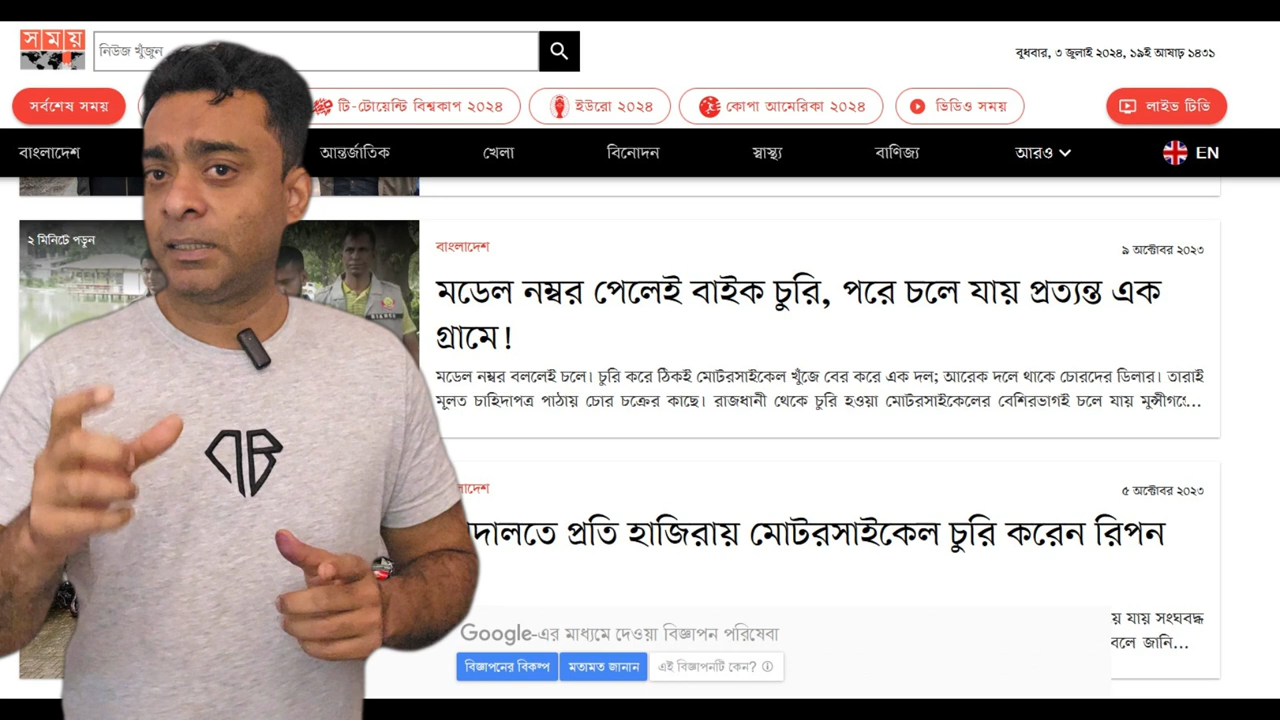 সময়
নিউজ খুঁজুন
বুধবার, ৩ জুলাই ২০২৪, ১৯ই আষাঢ় ১৪৩১
সর্বশেষ সময়
টি-টোয়েন্টি বিশ্বকাপ ২০২৪
ইউরো ২০২৪
কোপা আমেরিকা ২০২৪
ভিডিও সময়
লাইভ টিভি
বাংলাদেশ
আন্তর্জাতিক
খেলা
বিনোদন
স্বাস্থ্য
বাণিজ্য
আরও
EN
২ মিনিটে পড়ুন
বাংলাদেশ
৯ অক্টোবর ২০২৩
মডেল নম্বর পেলেই বাইক চুরি, পরে চলে যায় প্রত্যন্ত এক
গ্রামে!
মডেল নম্বর বললেই চলে। চুরি করে ঠিকই মোটরসাইকেল খুঁজে বের করে এক দল; আরেক দলে থাকে চোরদের ডিলার। তারাই
মূলত চাহিদাপত্র পাঠায় চোর চক্রের কাছে। রাজধানী থেকে চুরি হওয়া মোটরসাইকেলের বেশিরভাগই চলে যায় মুন্সীগঞ্জে...
লাদেশ
৫ অক্টোবর ২০২৩
দালতে প্রতি হাজিরায় মোটরসাইকেল চুরি করেন রিপন
য় যায় সংঘবদ্ধ
বলে জানি...
Google-এর মাধ্যমে দেওয়া বিজ্ঞাপন পরিষেবা
বিজ্ঞাপনের বিকল্প
মতামত জানান
এই বিজ্ঞাপনটি কেন?